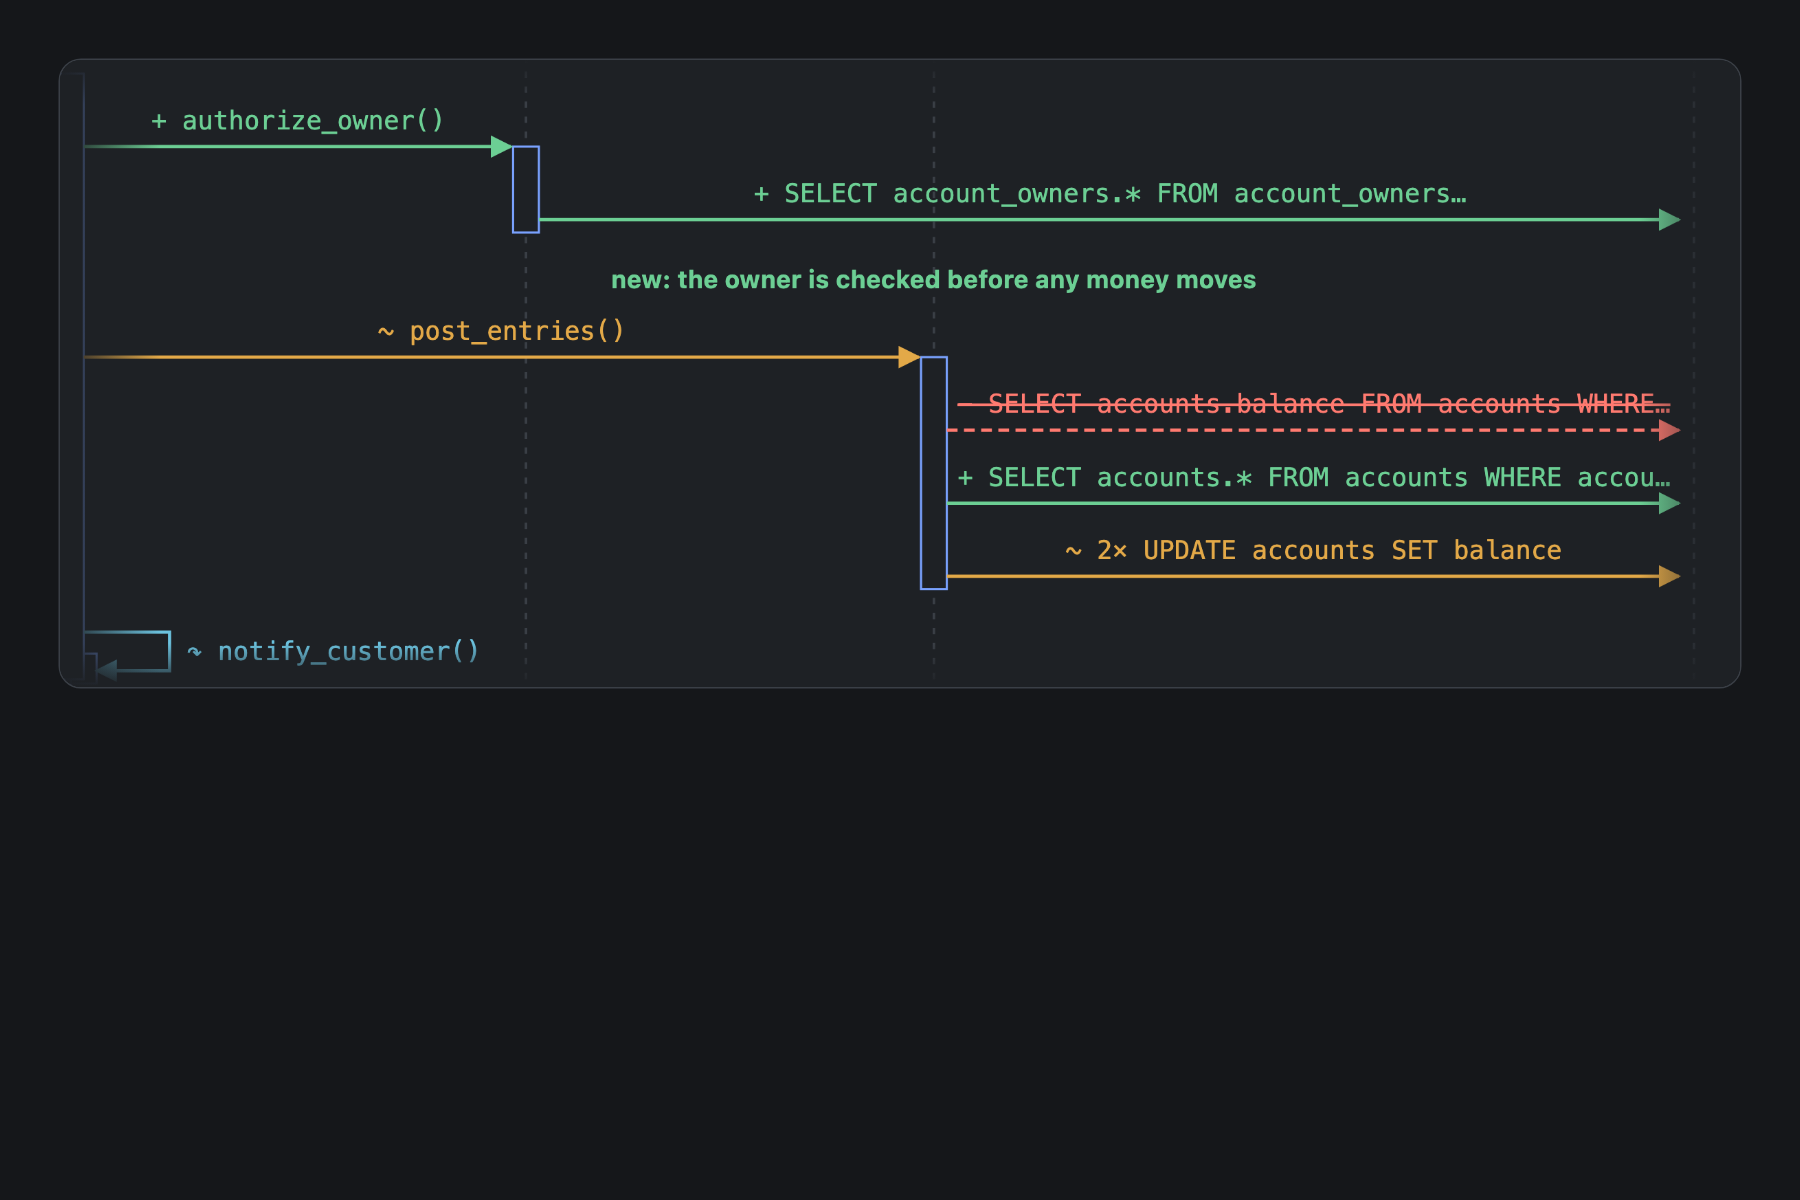 + authorize_owner()
+ SELECT account_owners.* FROM account_owners…
new: the owner is checked before any money moves
~ post_entries()
− SELECT accounts.balance FROM accounts WHERE…
+ SELECT accounts.* FROM accounts WHERE accou…
~ 2× UPDATE accounts SET balance
↷ notify_customer()